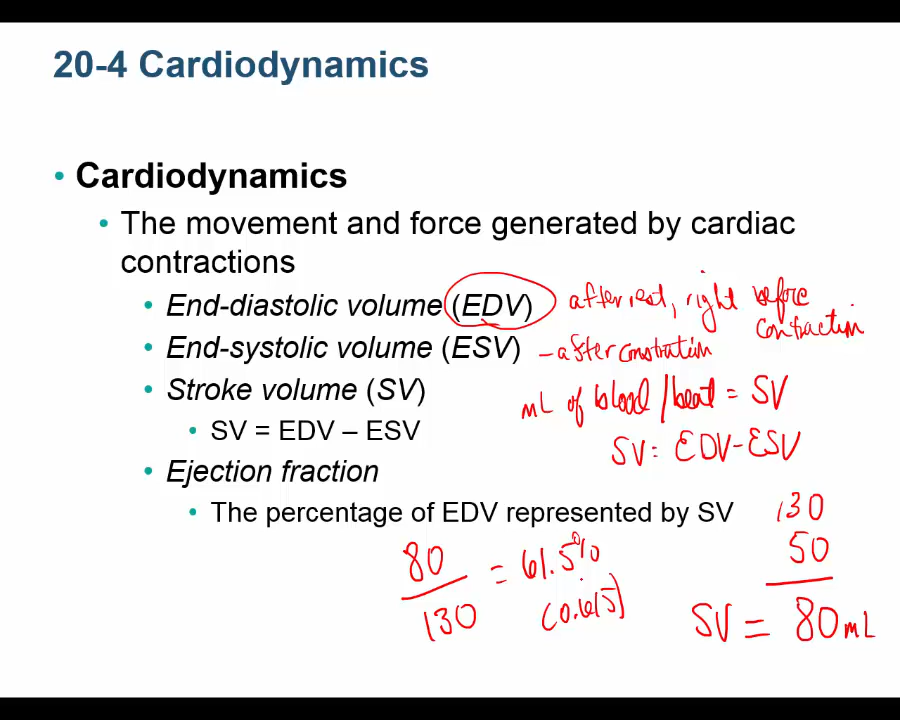 20-4 Cardiodynamics
• Cardiodynamics
• The movement and force generated by cardiac
contractions
• End-diastolic volume (EDV) after rest, right before
contraction
• End-systolic volume (ESV) – after constration
• Stroke volume (SV)
mL of blood/beat = SV
• SV = EDV – ESV
SV = EDV-ESV
• Ejection fraction
• The percentage of EDV represented by SV
130
50
SV = 80mL
80
130
= 61.5%
(0.615)